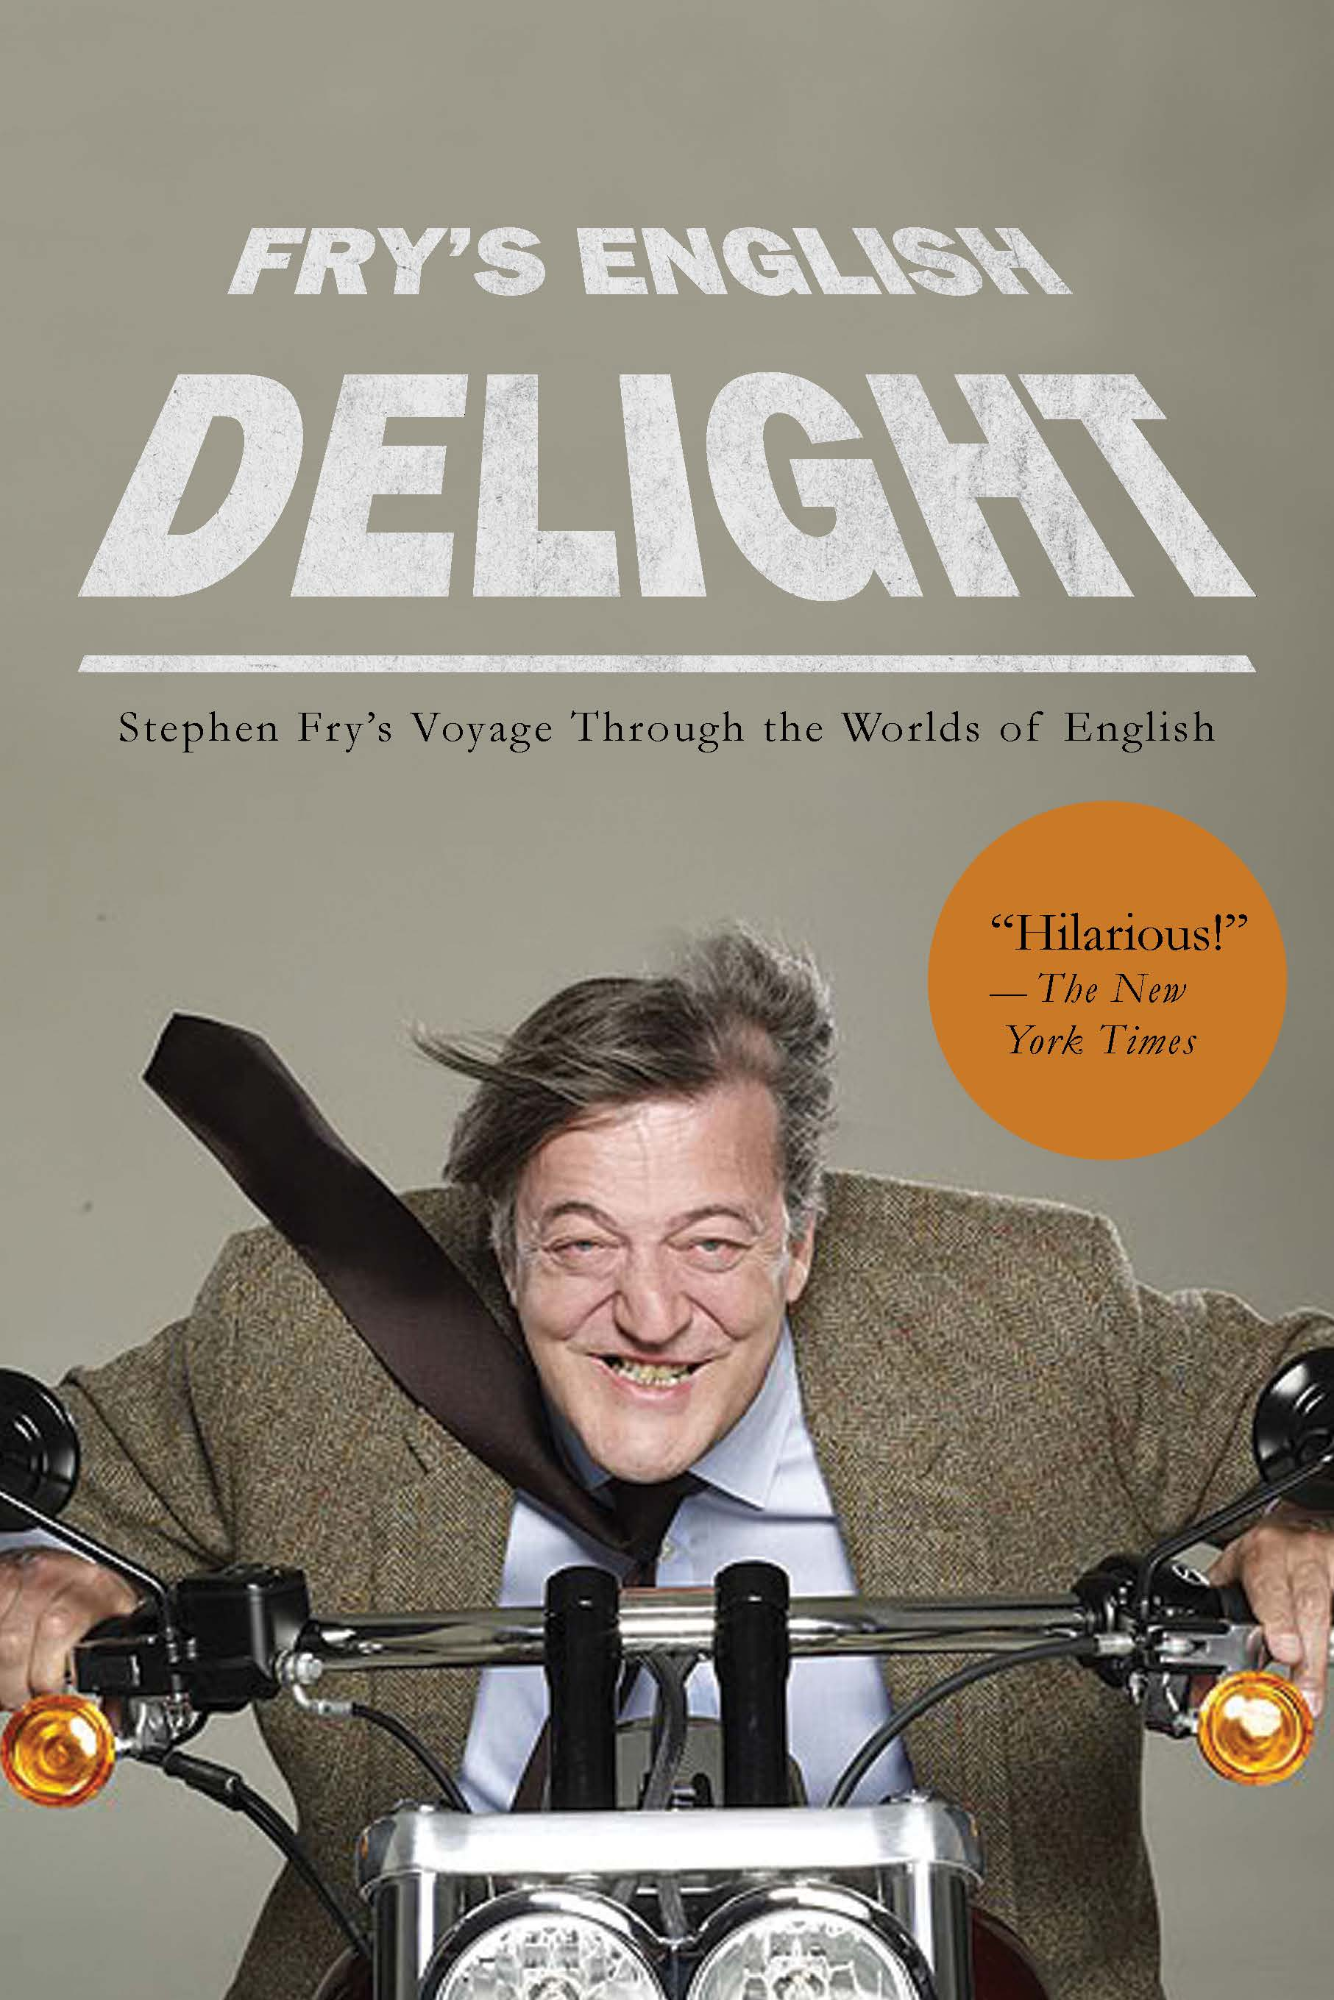 FRY’S ENGLISH
DELIGHT
Stephen Fry’s Voyage Through the Worlds of English
“Hilarious!”
— The New
York Times